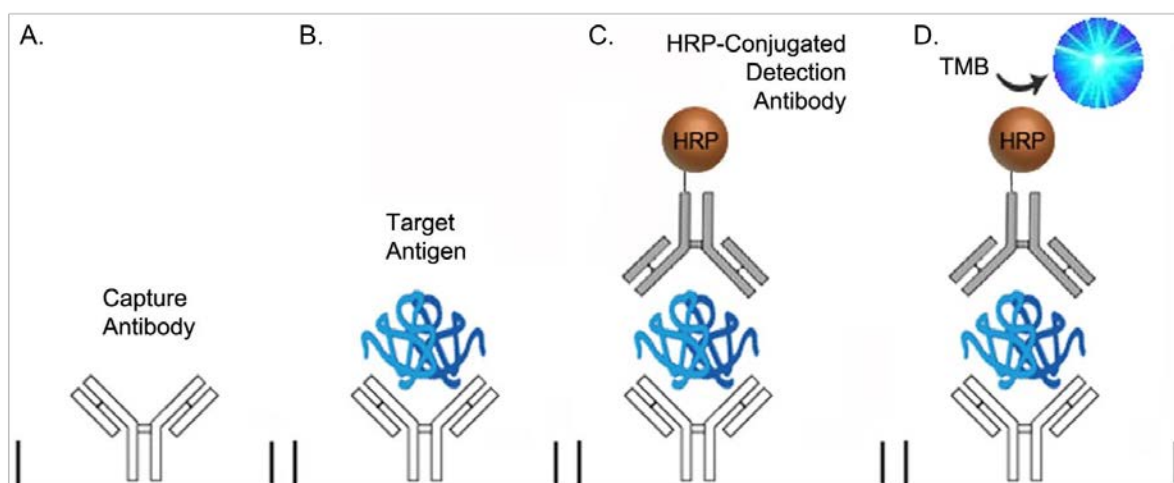 A.
Capture
Antibody
B.
Target
Antigen
C.
HRP-Conjugated
Detection
Antibody
HRP
D.
TMB
HRP